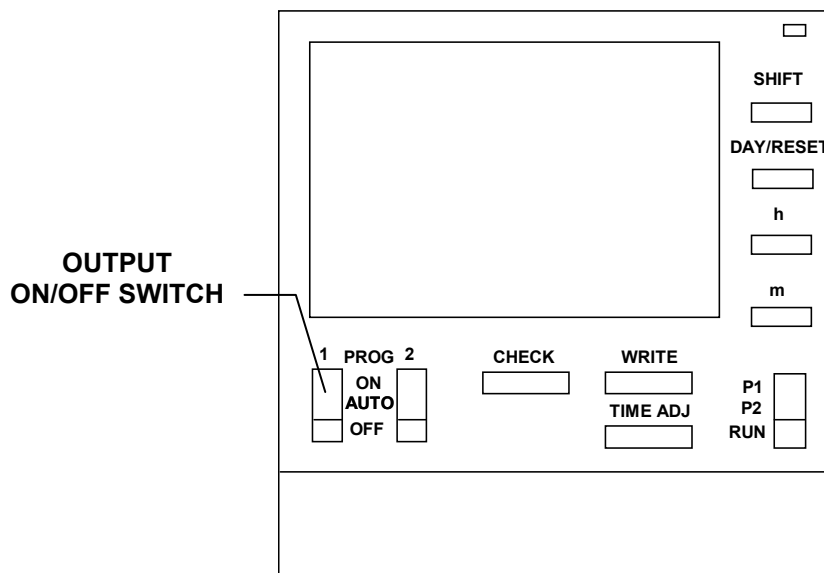 SHIFT
DAY/RESET
h
OUTPUT
ON/OFF SWITCH
m
1 PROG 2
CHECK
WRITE
ON
AUTO
OFF
TIME ADJ
P1
P2
RUN